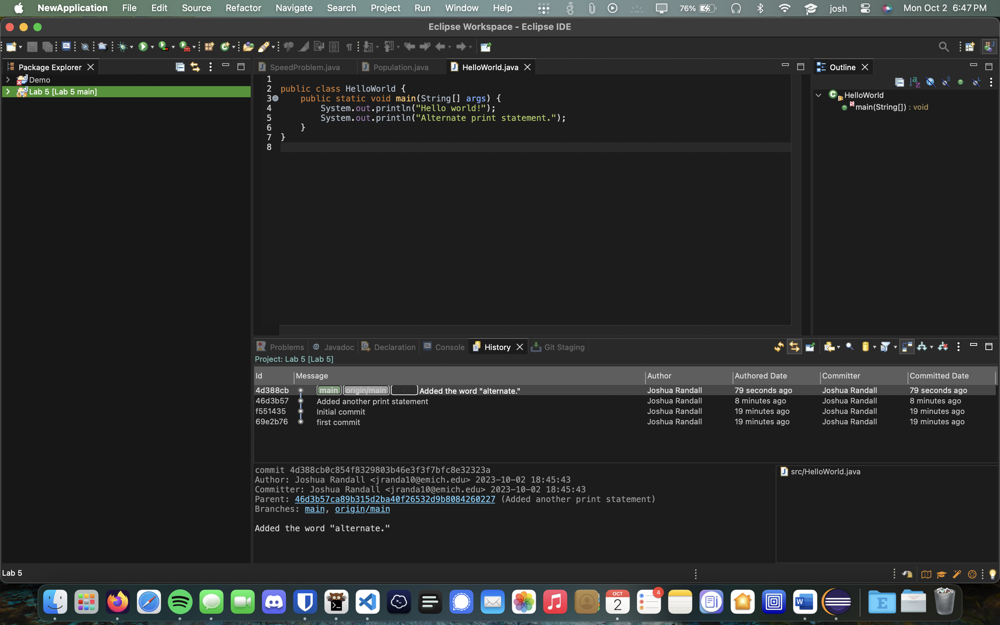 NewApplication File Edit Source Refactor Navigate Search Project Run Window Help 76% josh Mon Oct 2 6:47 PM
Eclipse Workspace - Eclipse IDE
Package Explorer
Demo
Lab 5 [Lab 5 main]
SpeedProblem.java Population.java HelloWorld.java
1
2 public class HelloWorld {
3 public static void main(String[] args) {
4 System.out.println("Hello world!");
5 System.out.println("Alternate print statement.");
6 }
7 }
8
Outline
HelloWorld
main(String[]) : void
Problems Javadoc Declaration Console History Git Staging
Project: Lab 5 [Lab 5]
Id Message Author Authored Date Committer Committed Date
4d388cb main origin/main HEAD Added the word "alternate." Joshua Randall 79 seconds ago Joshua Randall 79 seconds ago
46d3b57 Added another print statement Joshua Randall 8 minutes ago Joshua Randall 8 minutes ago
f551435 Initial commit Joshua Randall 19 minutes ago Joshua Randall 19 minutes ago
69e2b76 first commit Joshua Randall 19 minutes ago Joshua Randall 19 minutes ago
commit 4d388cb0c854f8329803b46e3f3f7bfc8e32323a
Author: Joshua Randall <jranda10@emich.edu> 2023-10-02 18:45:43
Committer: Joshua Randall <jranda10@emich.edu> 2023-10-02 18:45:43
Parent: 46d3b57ca89b315d2ba40f26532d9b8084260227 (Added another print statement)
Branches: main, origin/main
Added the word "alternate."
src/HelloWorld.java
Lab 5
OCT
2
4